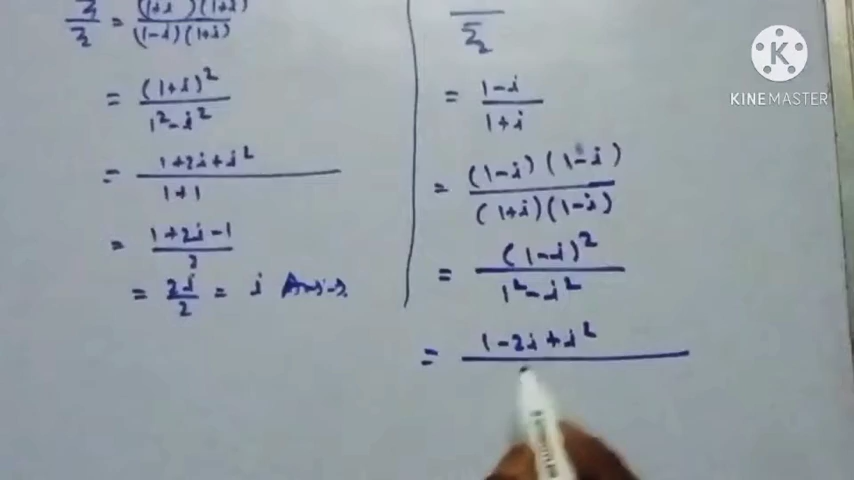 z/z = (1+i)(1+i)/(1-i)(1+i)
= (1+i)²/1²-i²
= 1+2i+i²/1+1
= 1+2i-1/2
= 2i/2 = i Ans.
z
= 1-i/1+i
= (1-i)(1-i)/(1+i)(1-i)
= (1-i)²/1²-i²
= 1-2i+i²
K
KINEMASTER